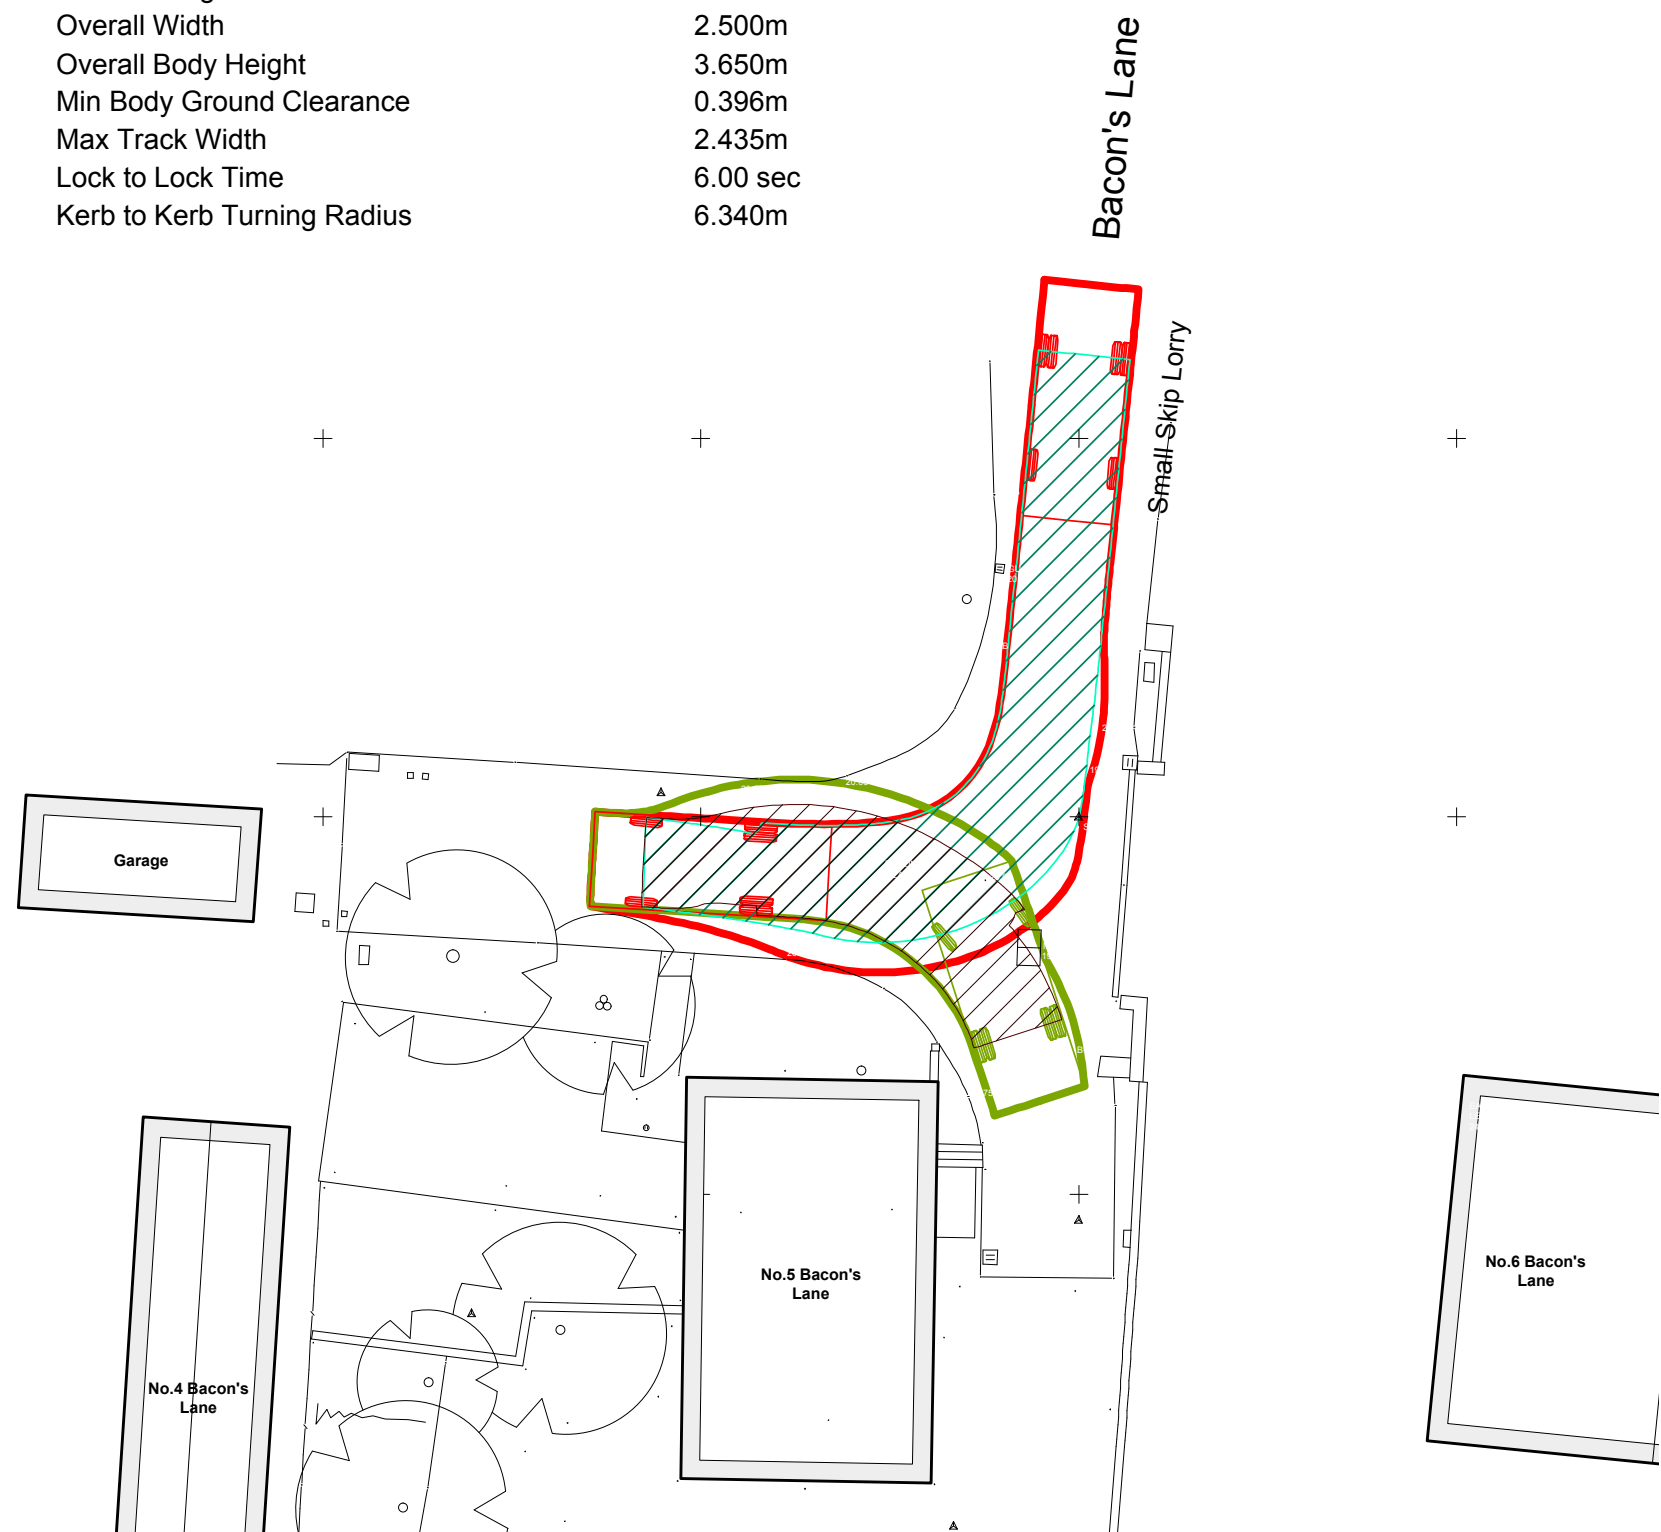 Overall Width 2.500m
Overall Body Height 3.650m
Min Body Ground Clearance 0.396m
Max Track Width 2.435m
Lock to Lock Time 6.00 sec
Kerb to Kerb Turning Radius 6.340m
Bacon's Lane
Small Skip Lorry
Garage
No.5 Bacon's
Lane
No.6 Bacon's
Lane
No.4 Bacon's
Lane